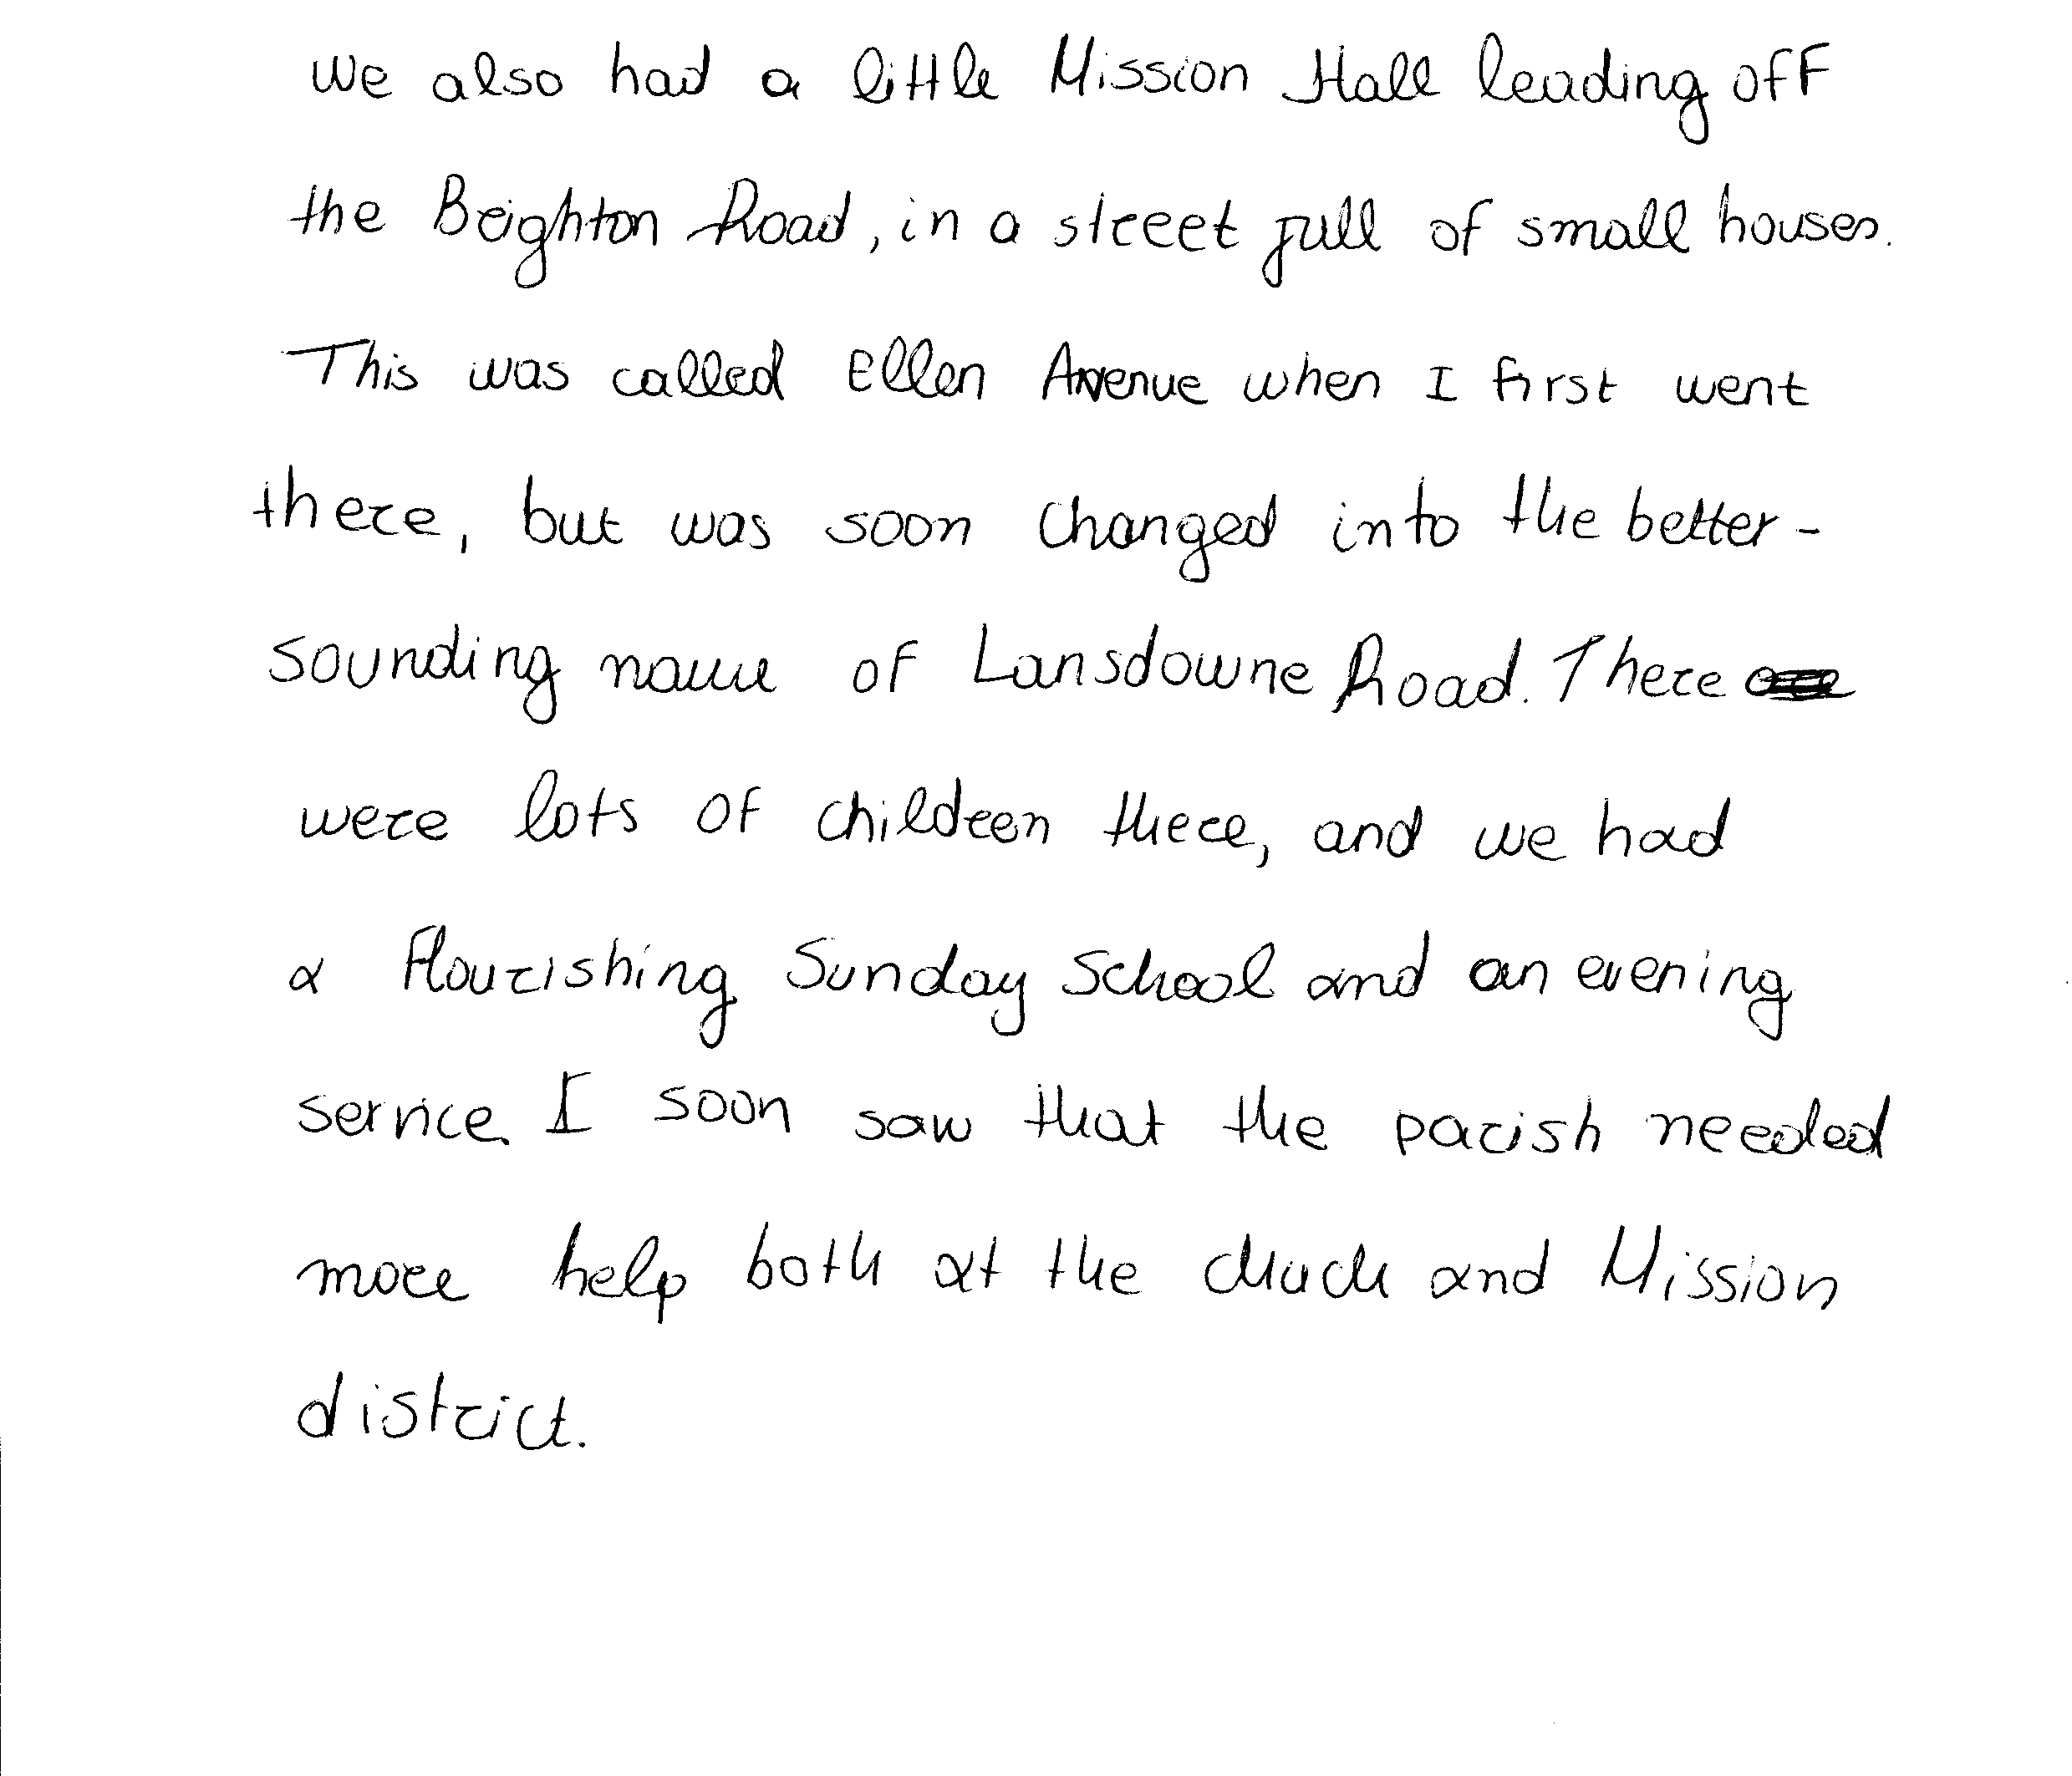 We also had a little Mission Hall leading off
the Brighton Road, in a street full of small houses.
This was called Ellen Avenue when I first went
there, but was soon changed into the better-
sounding name of Lansdowne Road. There
were lots of children there, and we had
a flourishing Sunday School and an evening
service. I soon saw that the parish needed
more help both at the church and Mission
district.